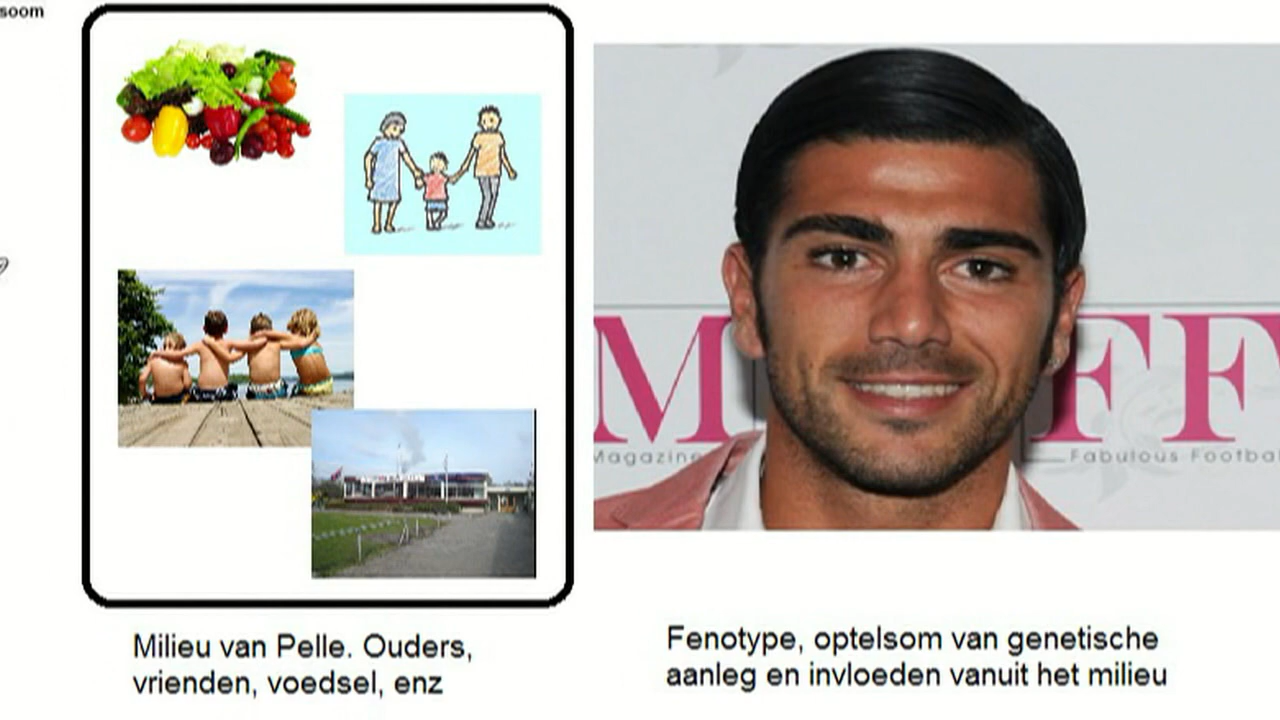 soom
M FF
Magazine Fabulous Footbal
Milieu van Pelle. Ouders,
vrienden, voedsel, enz
Fenotype, optelsom van genetische
aanleg en invloeden vanuit het milieu